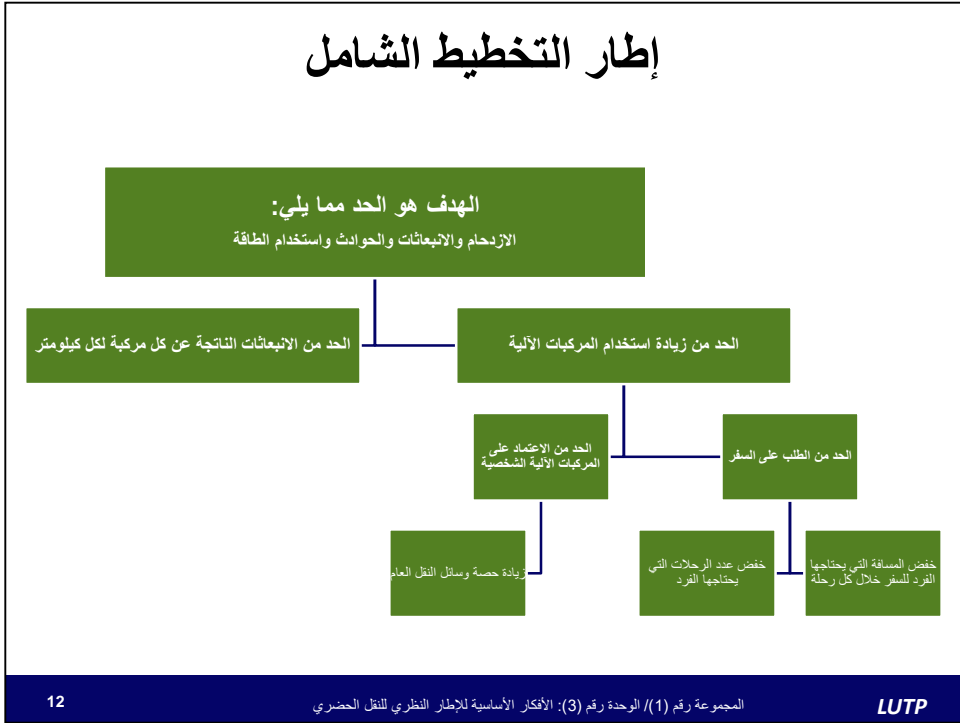 إطار التخطيط الشامل
الهدف هو الحد مما يلي:
الازدحام والانبعاثات والحوادث واستخدام الطاقة
الحد من زيادة استخدام المركبات الآلية
الحد من الانبعاثات الناتجة عن كل مركبة لكل كيلومتر
الحد من الطلب على السفر
الحد من الاعتماد على
المركبات الآلية الشخصية
خفض المسافة التي يحتاجها
الفرد للسفر خلال كل رحلة
خفض عدد الرحلات التي
يحتاجها الفرد
زيادة حصة وسائل النقل العام
LUTP
المجموعة رقم (1)/ الوحدة رقم (3): الأفكار الأساسية للإطار النظري للنقل الحضري
12